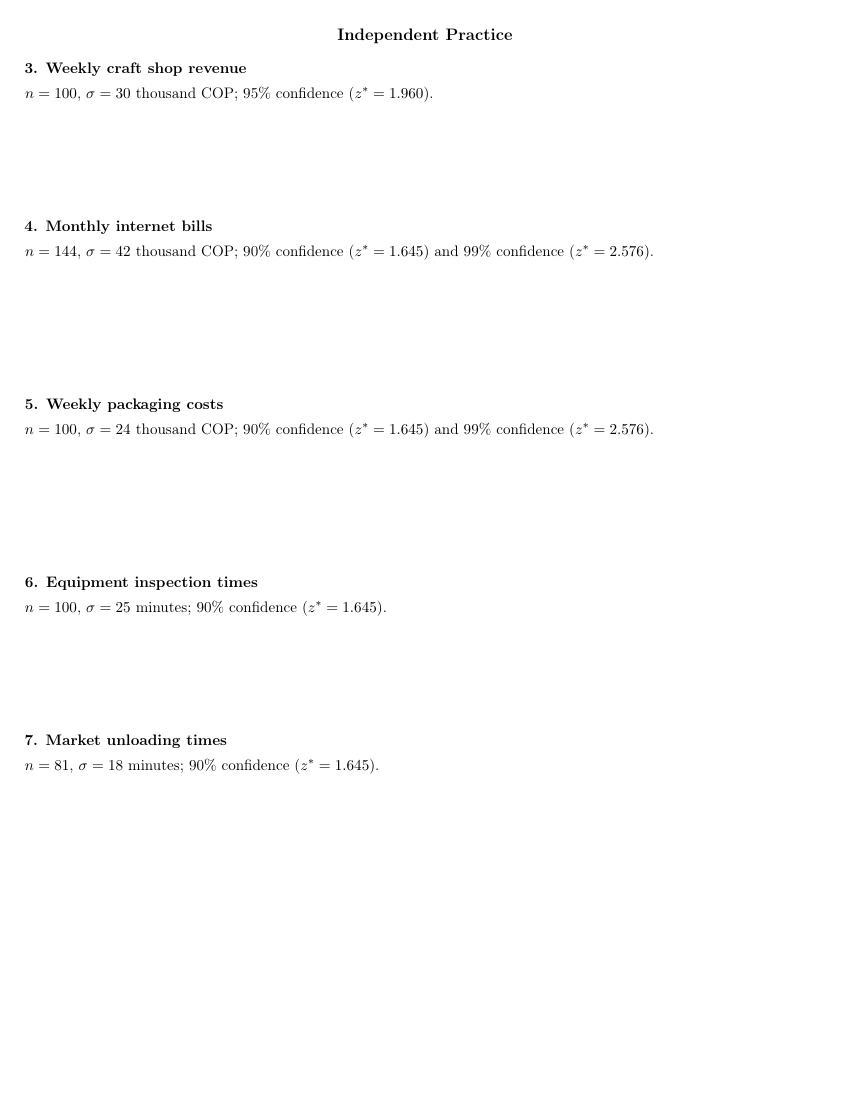 Independent Practice
3. Weekly craft shop revenue
n = 100, σ = 30 thousand COP; 95% confidence (z* = 1.960).
4. Monthly internet bills
n = 144, σ = 42 thousand COP; 90% confidence (z* = 1.645) and 99% confidence (z* = 2.576).
5. Weekly packaging costs
n = 100, σ = 24 thousand COP; 90% confidence (z* = 1.645) and 99% confidence (z* = 2.576).
6. Equipment inspection times
n = 100, σ = 25 minutes; 90% confidence (z* = 1.645).
7. Market unloading times
n = 81, σ = 18 minutes; 90% confidence (z* = 1.645).